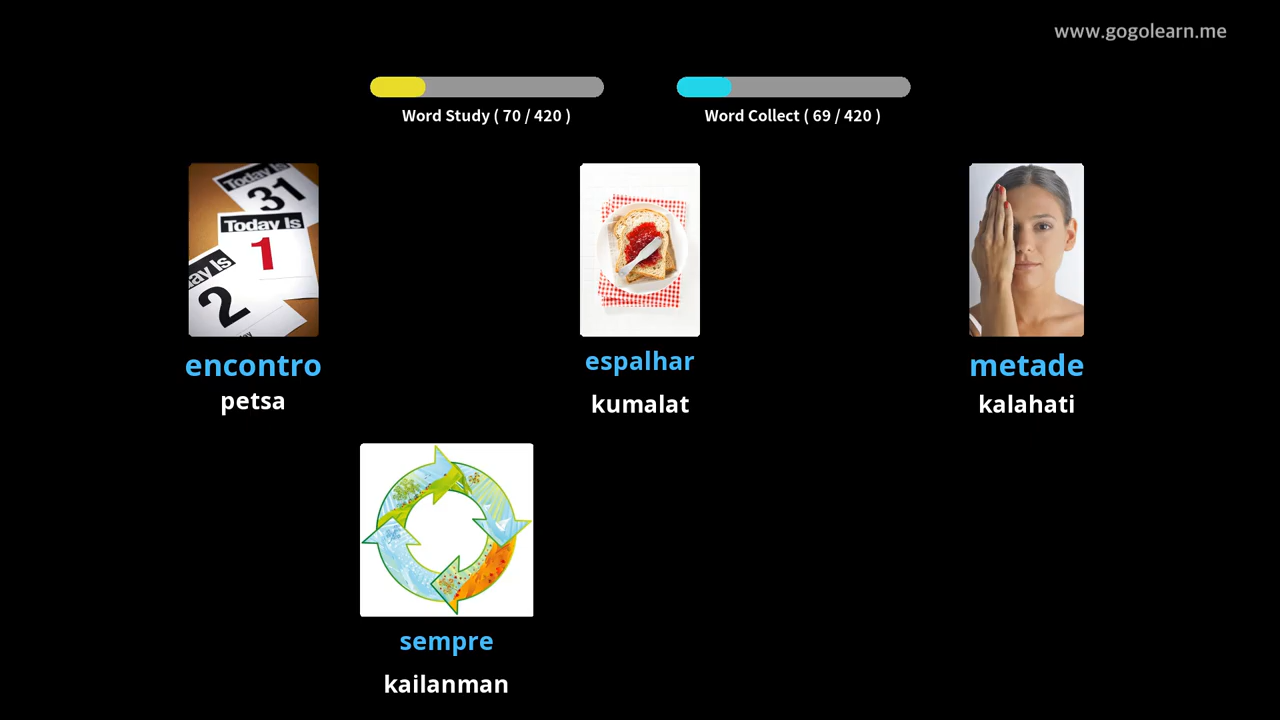 www.gogolearn.me
Word Study ( 70 / 420 )
Word Collect ( 69 / 420 )
Today Is
31
Today Is
1
ay Is
2
encontro
petsa
espalhar
kumalat
metade
kalahati
sempre
kailanman